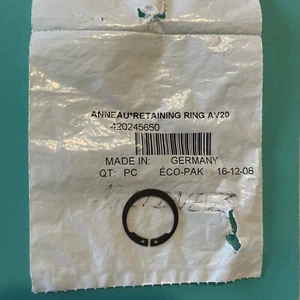 ANNEAU*RETAINING RING AV20
420245650
MADE IN: GERMANY
QT: PC ÉCO-PAK 16-12-08